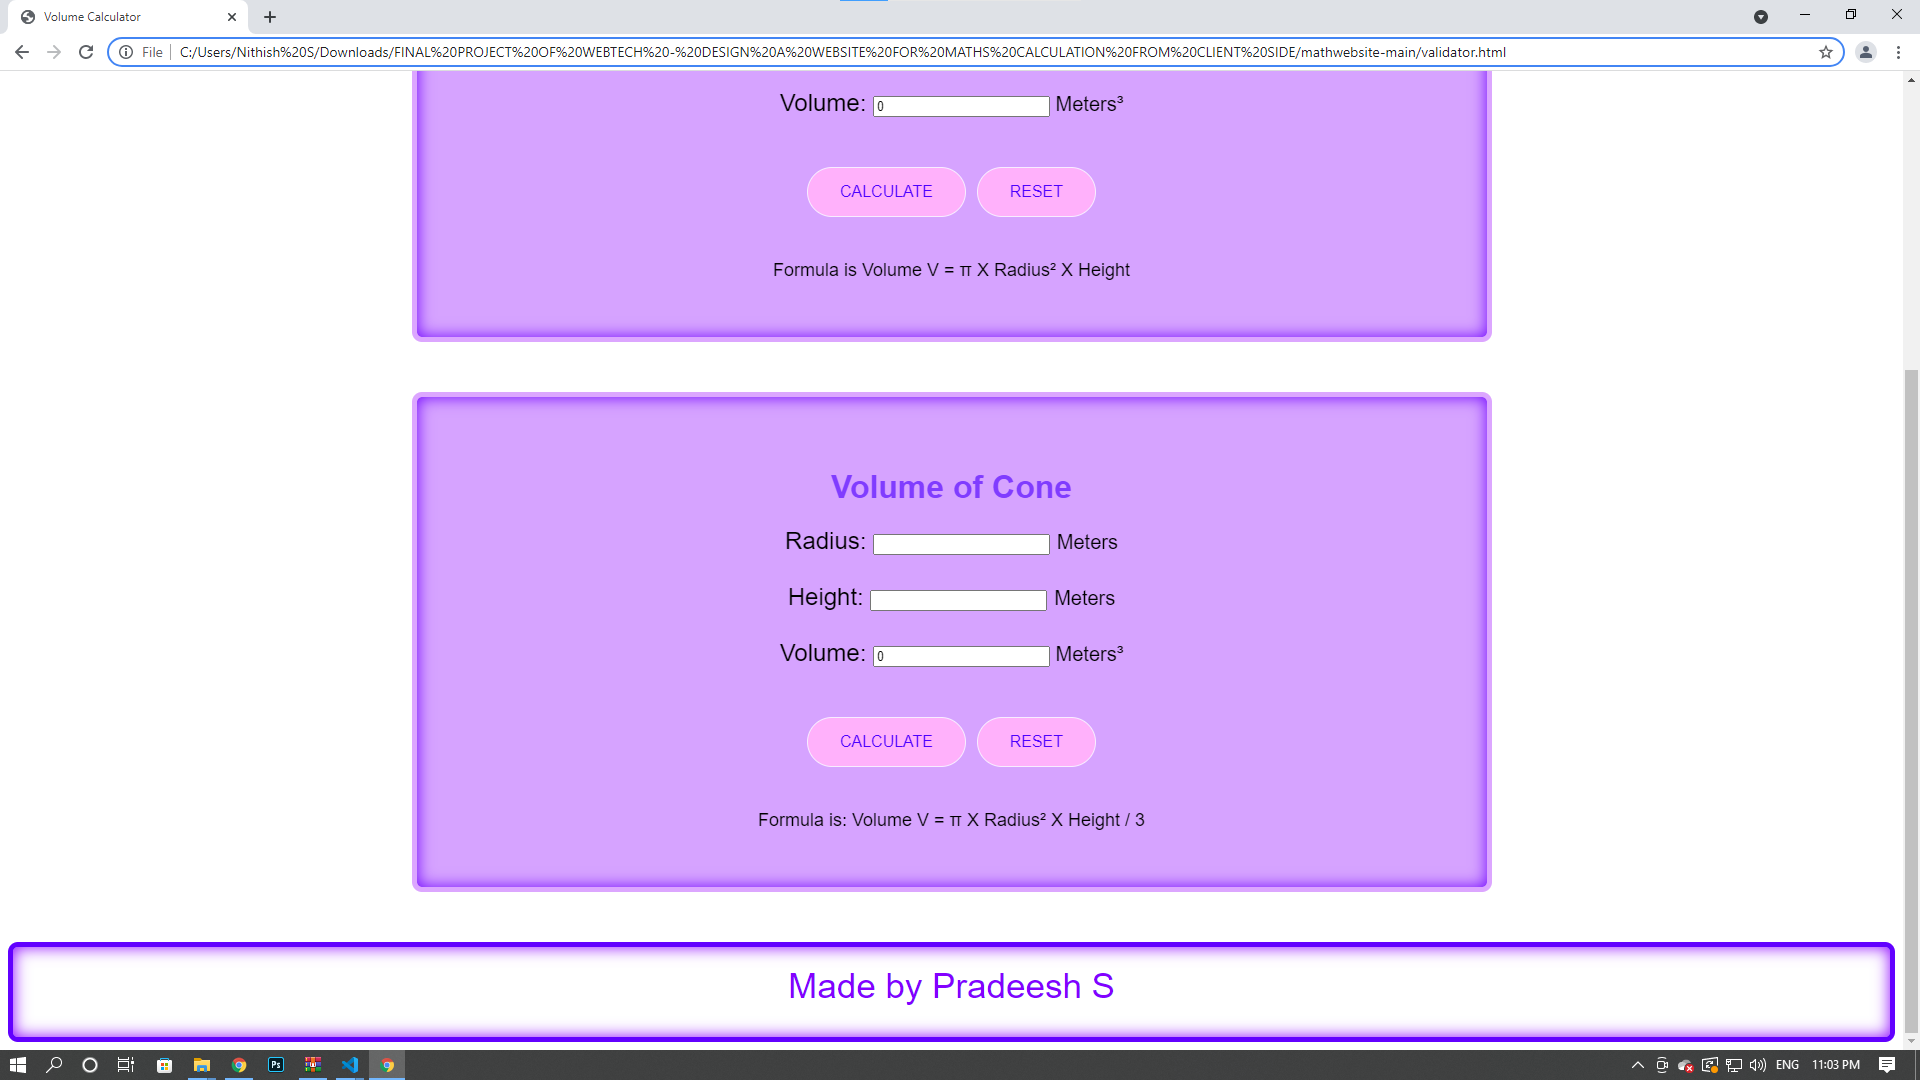 Volume Calculator
File
C:/Users/Nithish%20S/Downloads/FINAL%20PROJECT%20OF%20WEBTECH%20-%20DESIGN%20A%20WEBSITE%20FOR%20MATHS%20CALCULATION%20FROM%20CLIENT%20SIDE/mathwebsite-main/validator.html
Volume: 0 Meters³
CALCULATE RESET
Formula is Volume V = π X Radius² X Height
Volume of Cone
Radius: Meters
Height: Meters
Volume: 0 Meters³
CALCULATE RESET
Formula is: Volume V = π X Radius² X Height / 3
Made by Pradeesh S
Ps
ENG 11:03 PM